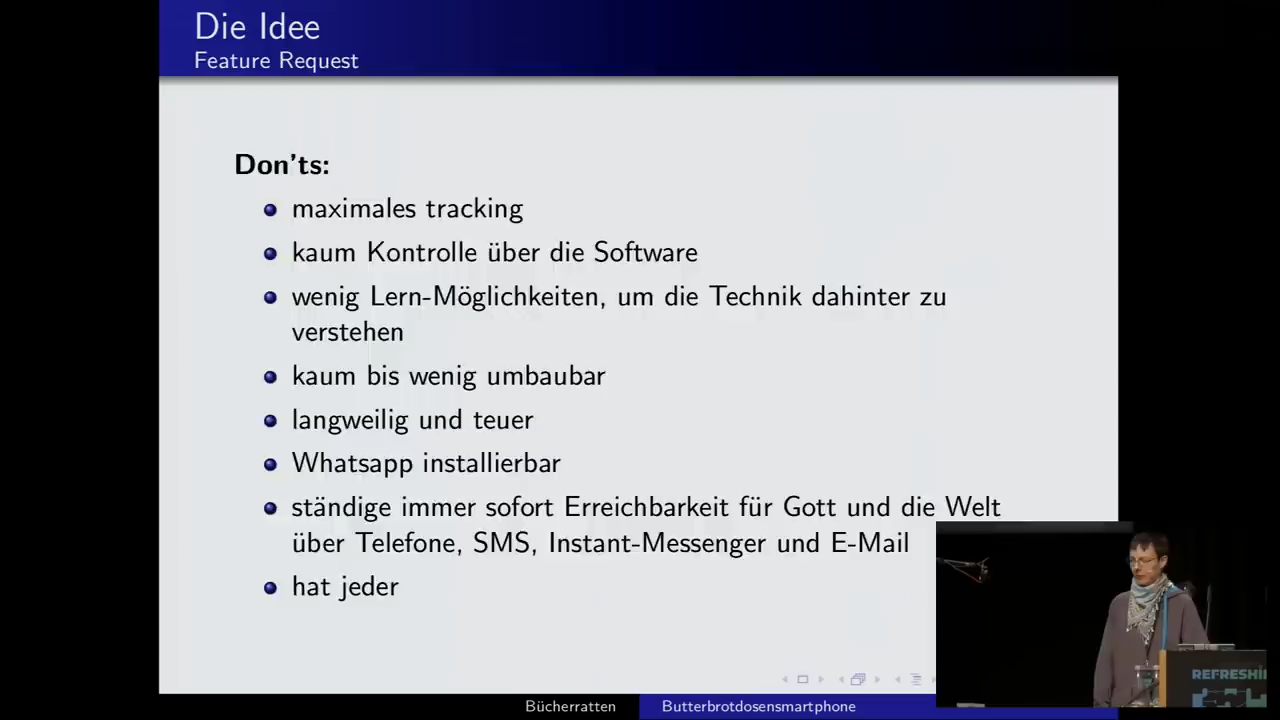 Die Idee
Feature Request
Don'ts:
maximales tracking
kaum Kontrolle über die Software
wenig Lern-Möglichkeiten, um die Technik dahinter zu
verstehen
kaum bis wenig umbaubar
langweilig und teuer
Whatsapp installierbar
ständige immer sofort Erreichbarkeit für Gott und die Welt
über Telefone, SMS, Instant-Messenger und E-Mail
hat jeder
REFRESHI
Bücherratten
Butterbrotdosensmartphone